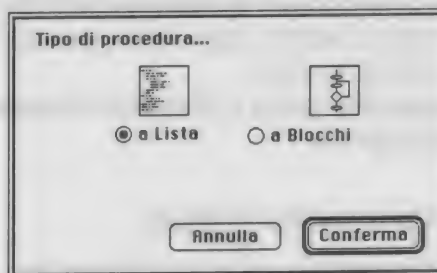 Tipo di procedura...
a Lista a Blocchi
Annulla Conferma